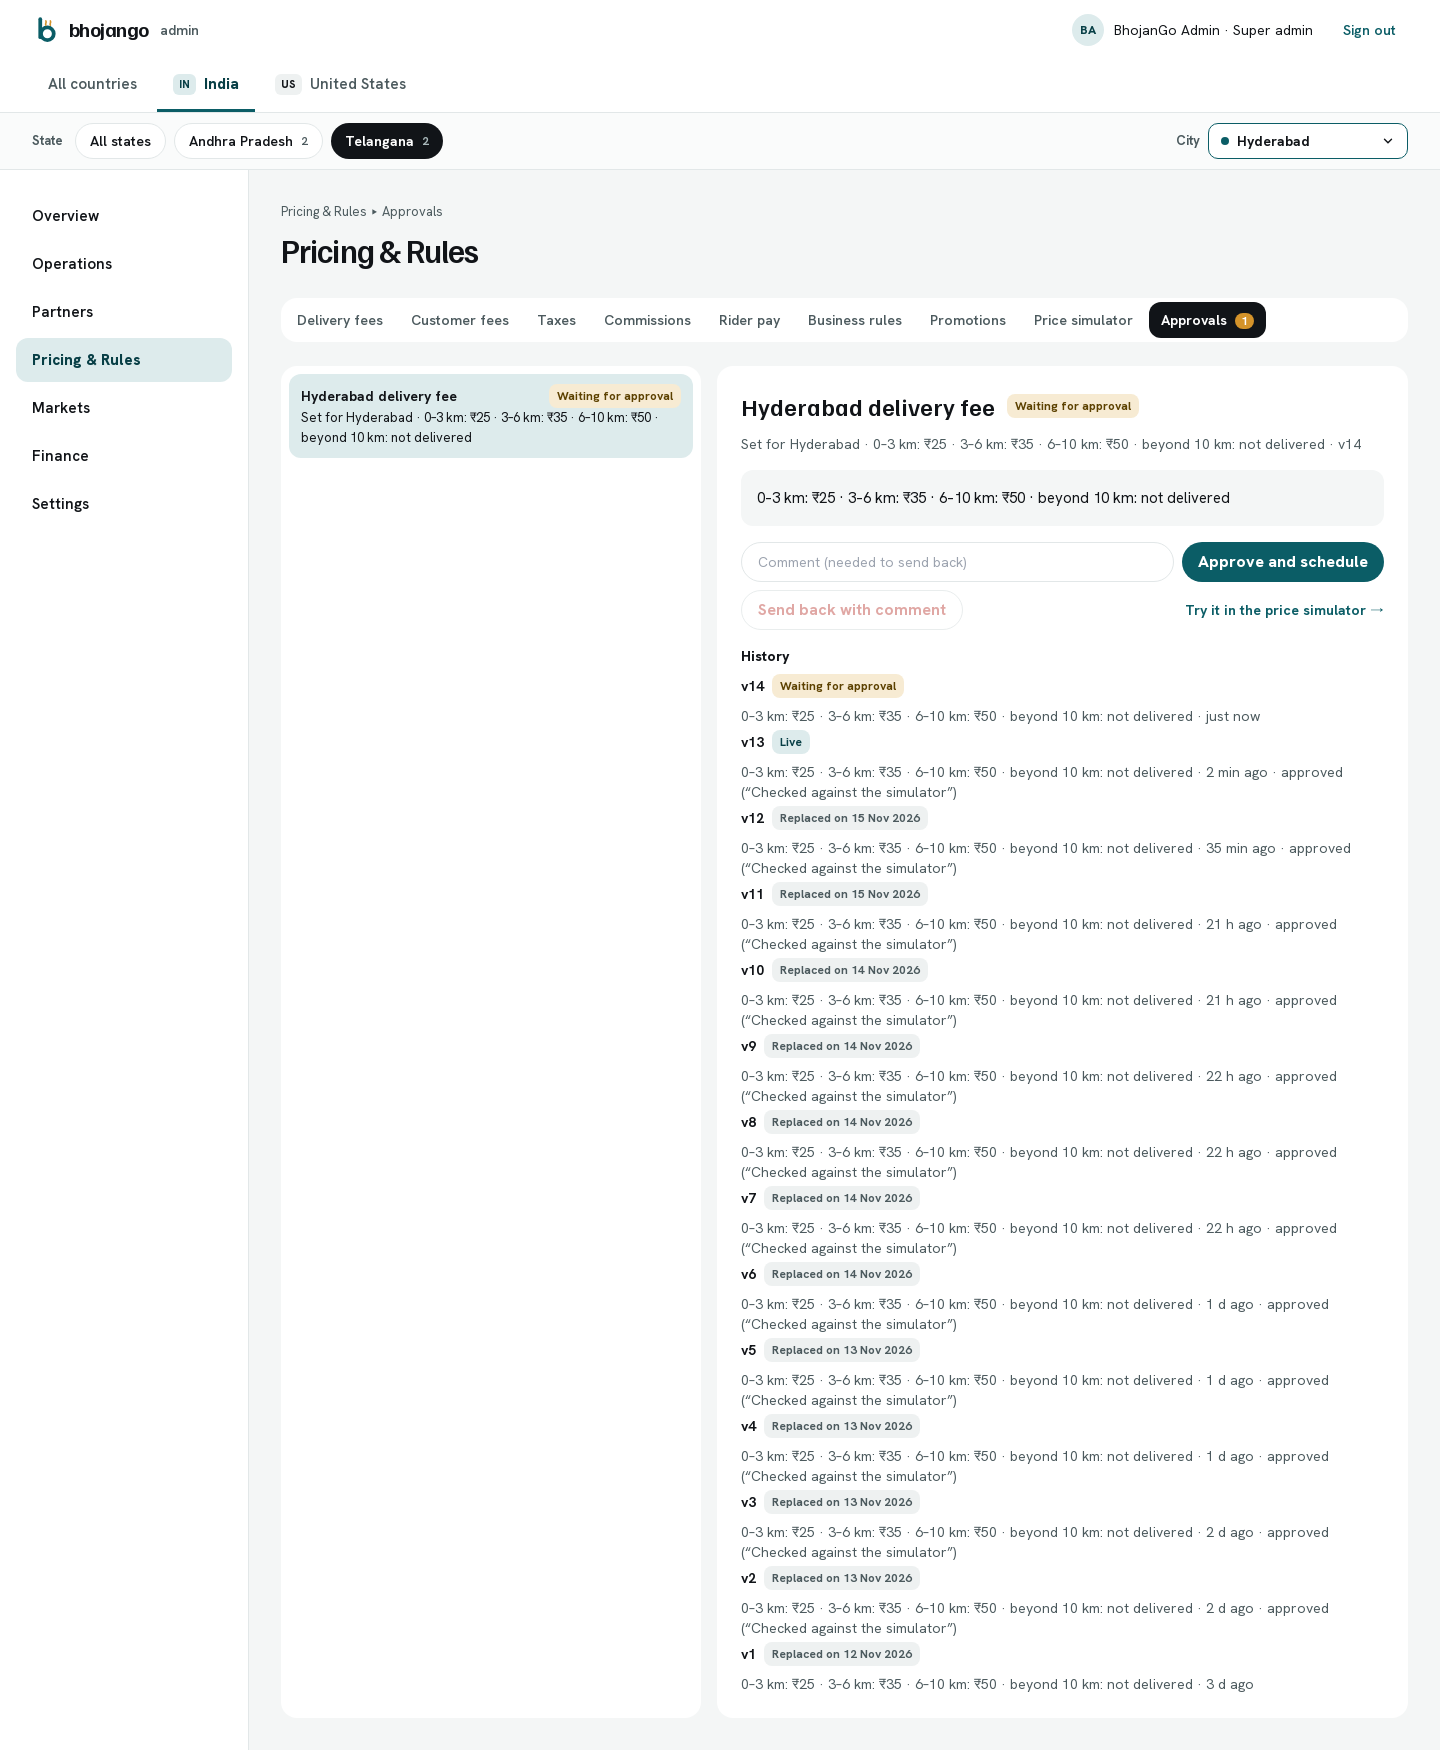 bhojango admin
BA BhojanGo Admin · Super admin Sign out
All countries IN India US United States
State All states Andhra Pradesh 2 Telangana 2 City Hyderabad
Overview
Operations
Partners
Pricing & Rules
Markets
Finance
Settings
Pricing & Rules ▸ Approvals
Pricing & Rules
Delivery fees Customer fees Taxes Commissions Rider pay Business rules Promotions Price simulator Approvals 1
Hyderabad delivery fee Waiting for approval
Set for Hyderabad · 0–3 km: ₹25 · 3–6 km: ₹35 · 6–10 km: ₹50 ·
beyond 10 km: not delivered
Hyderabad delivery fee Waiting for approval
Set for Hyderabad · 0–3 km: ₹25 · 3–6 km: ₹35 · 6–10 km: ₹50 · beyond 10 km: not delivered · v14
0–3 km: ₹25 · 3–6 km: ₹35 · 6–10 km: ₹50 · beyond 10 km: not delivered
Comment (needed to send back) Approve and schedule
Send back with comment Try it in the price simulator →
History
v14 Waiting for approval
0–3 km: ₹25 · 3–6 km: ₹35 · 6–10 km: ₹50 · beyond 10 km: not delivered · just now
v13 Live
0–3 km: ₹25 · 3–6 km: ₹35 · 6–10 km: ₹50 · beyond 10 km: not delivered · 2 min ago · approved
(“Checked against the simulator”)
v12 Replaced on 15 Nov 2026
0–3 km: ₹25 · 3–6 km: ₹35 · 6–10 km: ₹50 · beyond 10 km: not delivered · 35 min ago · approved
(“Checked against the simulator”)
v11 Replaced on 15 Nov 2026
0–3 km: ₹25 · 3–6 km: ₹35 · 6–10 km: ₹50 · beyond 10 km: not delivered · 21 h ago · approved
(“Checked against the simulator”)
v10 Replaced on 14 Nov 2026
0–3 km: ₹25 · 3–6 km: ₹35 · 6–10 km: ₹50 · beyond 10 km: not delivered · 21 h ago · approved
(“Checked against the simulator”)
v9 Replaced on 14 Nov 2026
0–3 km: ₹25 · 3–6 km: ₹35 · 6–10 km: ₹50 · beyond 10 km: not delivered · 22 h ago · approved
(“Checked against the simulator”)
v8 Replaced on 14 Nov 2026
0–3 km: ₹25 · 3–6 km: ₹35 · 6–10 km: ₹50 · beyond 10 km: not delivered · 22 h ago · approved
(“Checked against the simulator”)
v7 Replaced on 14 Nov 2026
0–3 km: ₹25 · 3–6 km: ₹35 · 6–10 km: ₹50 · beyond 10 km: not delivered · 22 h ago · approved
(“Checked against the simulator”)
v6 Replaced on 14 Nov 2026
0–3 km: ₹25 · 3–6 km: ₹35 · 6–10 km: ₹50 · beyond 10 km: not delivered · 1 d ago · approved
(“Checked against the simulator”)
v5 Replaced on 13 Nov 2026
0–3 km: ₹25 · 3–6 km: ₹35 · 6–10 km: ₹50 · beyond 10 km: not delivered · 1 d ago · approved
(“Checked against the simulator”)
v4 Replaced on 13 Nov 2026
0–3 km: ₹25 · 3–6 km: ₹35 · 6–10 km: ₹50 · beyond 10 km: not delivered · 1 d ago · approved
(“Checked against the simulator”)
v3 Replaced on 13 Nov 2026
0–3 km: ₹25 · 3–6 km: ₹35 · 6–10 km: ₹50 · beyond 10 km: not delivered · 2 d ago · approved
(“Checked against the simulator”)
v2 Replaced on 13 Nov 2026
0–3 km: ₹25 · 3–6 km: ₹35 · 6–10 km: ₹50 · beyond 10 km: not delivered · 2 d ago · approved
(“Checked against the simulator”)
v1 Replaced on 12 Nov 2026
0–3 km: ₹25 · 3–6 km: ₹35 · 6–10 km: ₹50 · beyond 10 km: not delivered · 3 d ago